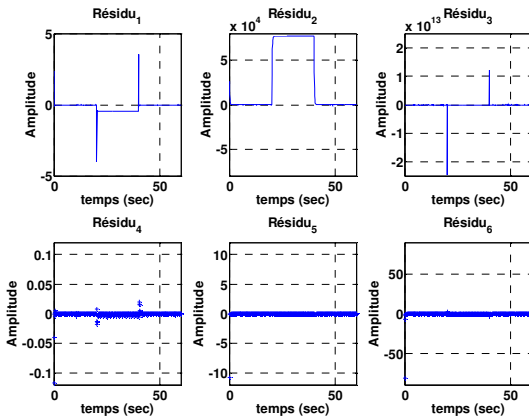 Résidu1
Amplitude
5
0
-5
0
50
temps (sec)
Résidu2
x 10^4
Amplitude
5
0
-5
0
50
temps (sec)
Résidu3
x 10^13
Amplitude
2
1
0
-1
-2
0
50
temps (sec)
Résidu4
Amplitude
0.1
0.05
0
-0.05
-0.1
0
50
temps (sec)
Résidu5
Amplitude
10
5
0
-5
-10
0
50
temps (sec)
Résidu6
Amplitude
50
0
-50
0
50
temps (sec)